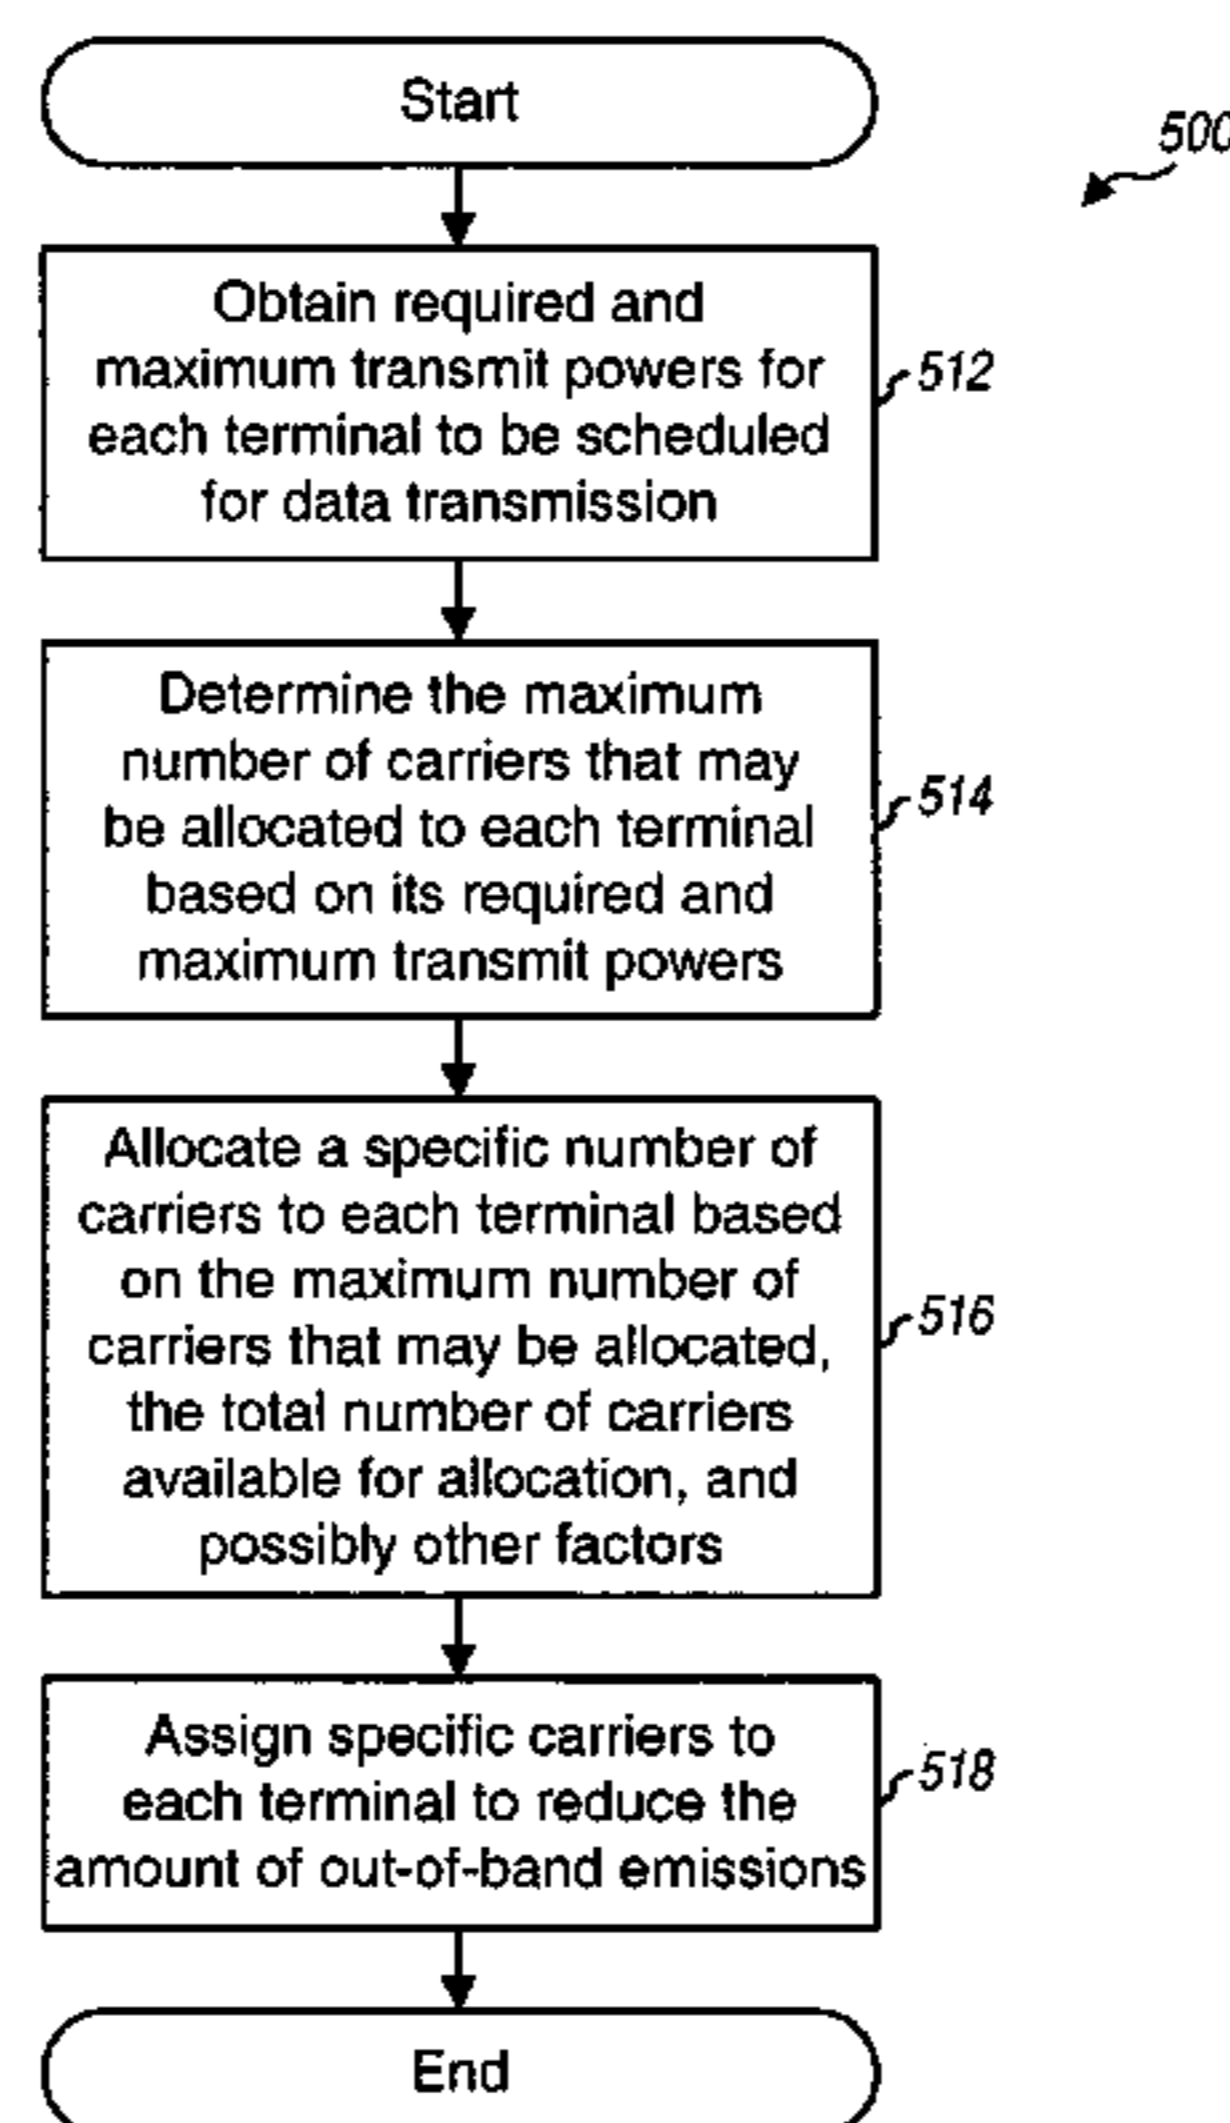 Start
500
Obtain required and
maximum transmit powers for
each terminal to be scheduled
for data transmission
512
Determine the maximum
number of carriers that may
be allocated to each terminal
based on its required and
maximum transmit powers
514
Allocate a specific number of
carriers to each terminal based
on the maximum number of
carriers that may be allocated,
the total number of carriers
available for allocation, and
possibly other factors
516
Assign specific carriers to
each terminal to reduce the
amount of out-of-band emissions
518
End